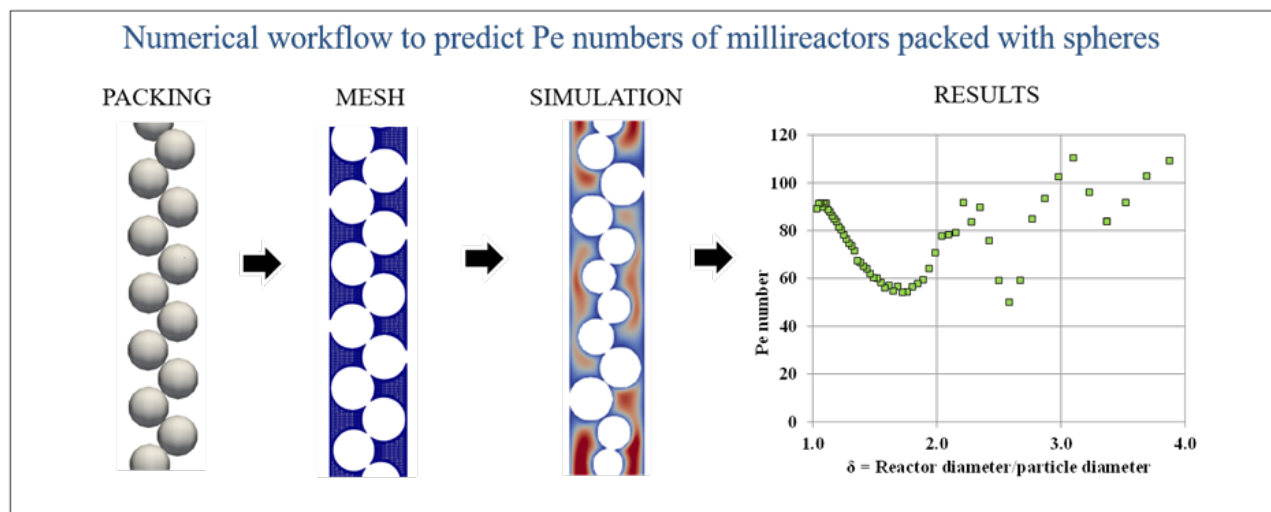 Numerical workflow to predict Pe numbers of millireactors packed with spheres
PACKING
MESH
SIMULATION
RESULTS
120
100
80
60
40
20
0
Pe number
1.0 2.0 3.0 4.0
δ = Reactor diameter/particle diameter